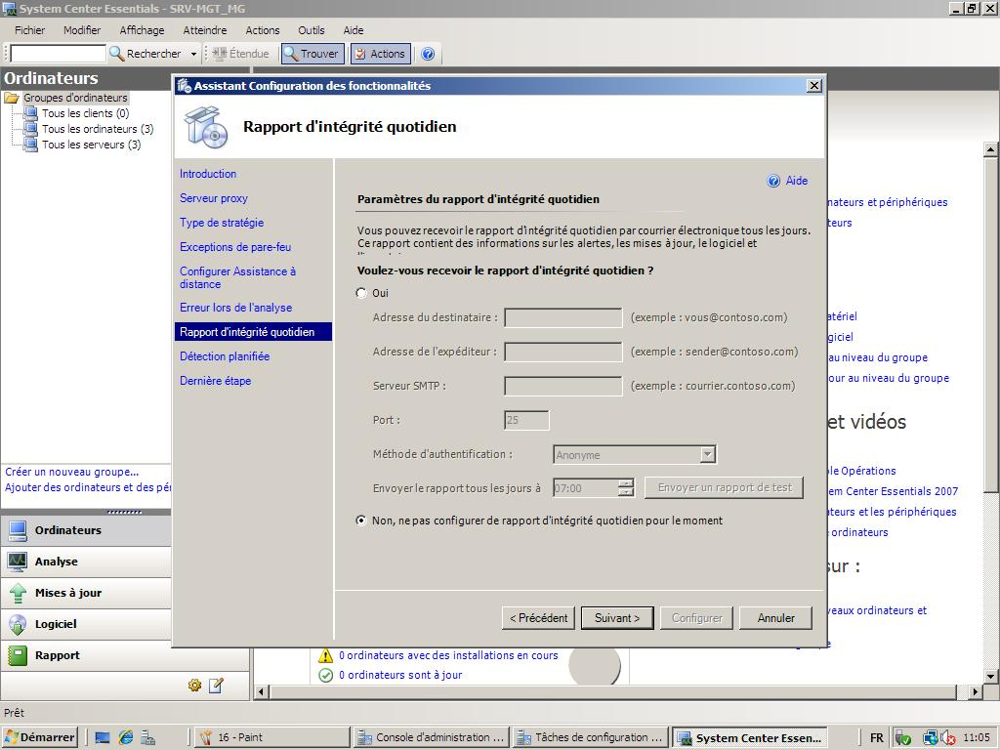 System Center Essentials - SRV-MGT_MG
Fichier Modifier Affichage Atteindre Actions Outils Aide
Rechercher Étendue Trouver Actions
Ordinateurs
Groupes d'ordinateurs
Tous les clients (0)
Tous les ordinateurs (3)
Tous les serveurs (3)
Créer un nouveau groupe...
Ajouter des ordinateurs et des pé
Ordinateurs
Analyse
Mises à jour
Logiciel
Rapport
Assistant Configuration des fonctionnalités
Rapport d'intégrité quotidien
Introduction
Serveur proxy
Type de stratégie
Exceptions de pare-feu
Configurer Assistance à
distance
Erreur lors de l'analyse
Rapport d'intégrité quotidien
Détection planifiée
Dernière étape
Aide
Paramètres du rapport d'intégrité quotidien
Vous pouvez recevoir le rapport d'intégrité quotidien par courrier électronique tous les jours.
Ce rapport contient des informations sur les alertes, les mises à jour, le logiciel et
Voulez-vous recevoir le rapport d'intégrité quotidien ?
Oui
Adresse du destinataire : (exemple : vous@contoso.com)
Adresse de l'expéditeur : (exemple : sender@contoso.com)
Serveur SMTP : (exemple : courrier.contoso.com)
Port : 25
Méthode d'authentification : Anonyme
Envoyer le rapport tous les jours à 07:00 Envoyer un rapport de test
Non, ne pas configurer de rapport d'intégrité quotidien pour le moment
< Précédent Suivant > Configurer Annuler
nateurs et périphériques
teurs
atériel
giciel
au niveau du groupe
our au niveau du groupe
et vidéos
le Opérations
em Center Essentials 2007
ateurs et les périphériques
ordinateurs
sur :
veaux ordinateurs et
0 ordinateurs avec des installations en cours
0 ordinateurs sont à jour
Prêt
Démarrer 16 - Paint Console d'administration ... Tâches de configuration ... System Center Essen... FR 11:05